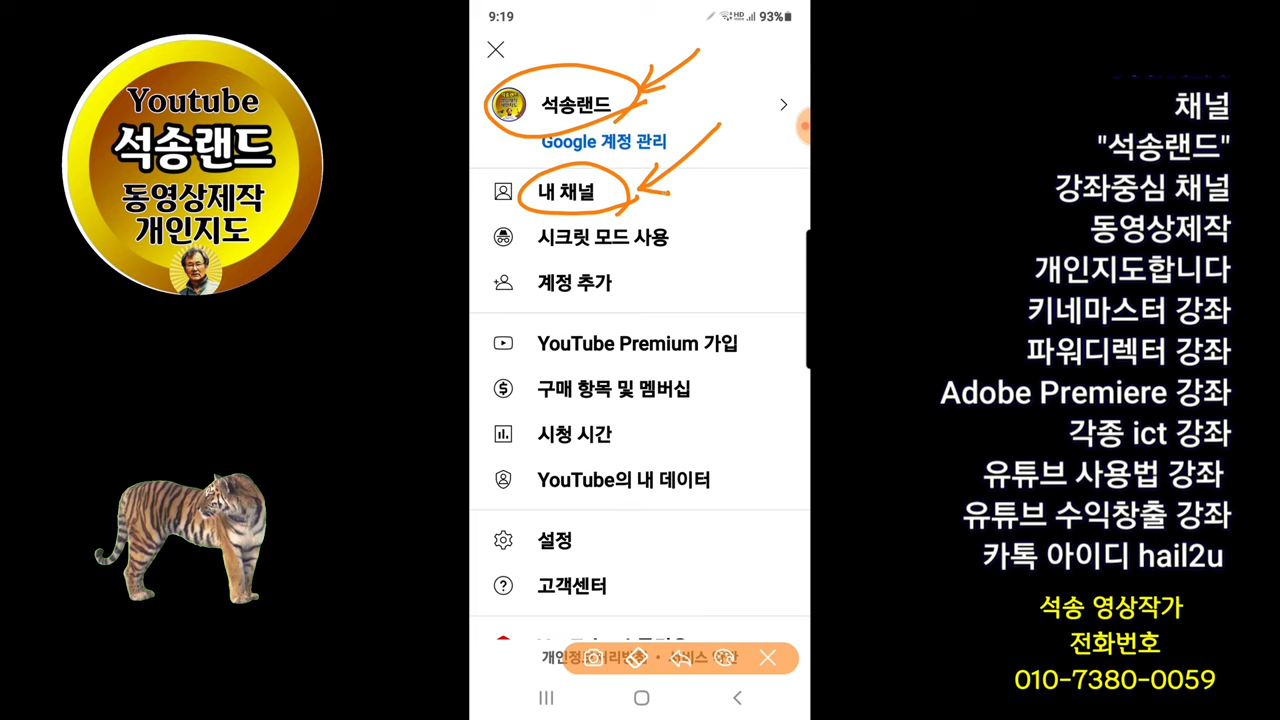 Youtube
석송랜드
동영상제작
개인지도
9:19
HD
93%
석송랜드
Google 계정 관리
내 채널
시크릿 모드 사용
계정 추가
YouTube Premium 가입
구매 항목 및 멤버십
시청 시간
YouTube의 내 데이터
설정
고객센터
채널
"석송랜드"
강좌중심 채널
동영상제작
개인지도합니다
키네마스터 강좌
파워디렉터 강좌
Adobe Premiere 강좌
각종 ict 강좌
유튜브 사용법 강좌
유튜브 수익창출 강좌
카톡 아이디 hail2u
석송 영상작가
전화번호
010-7380-0059